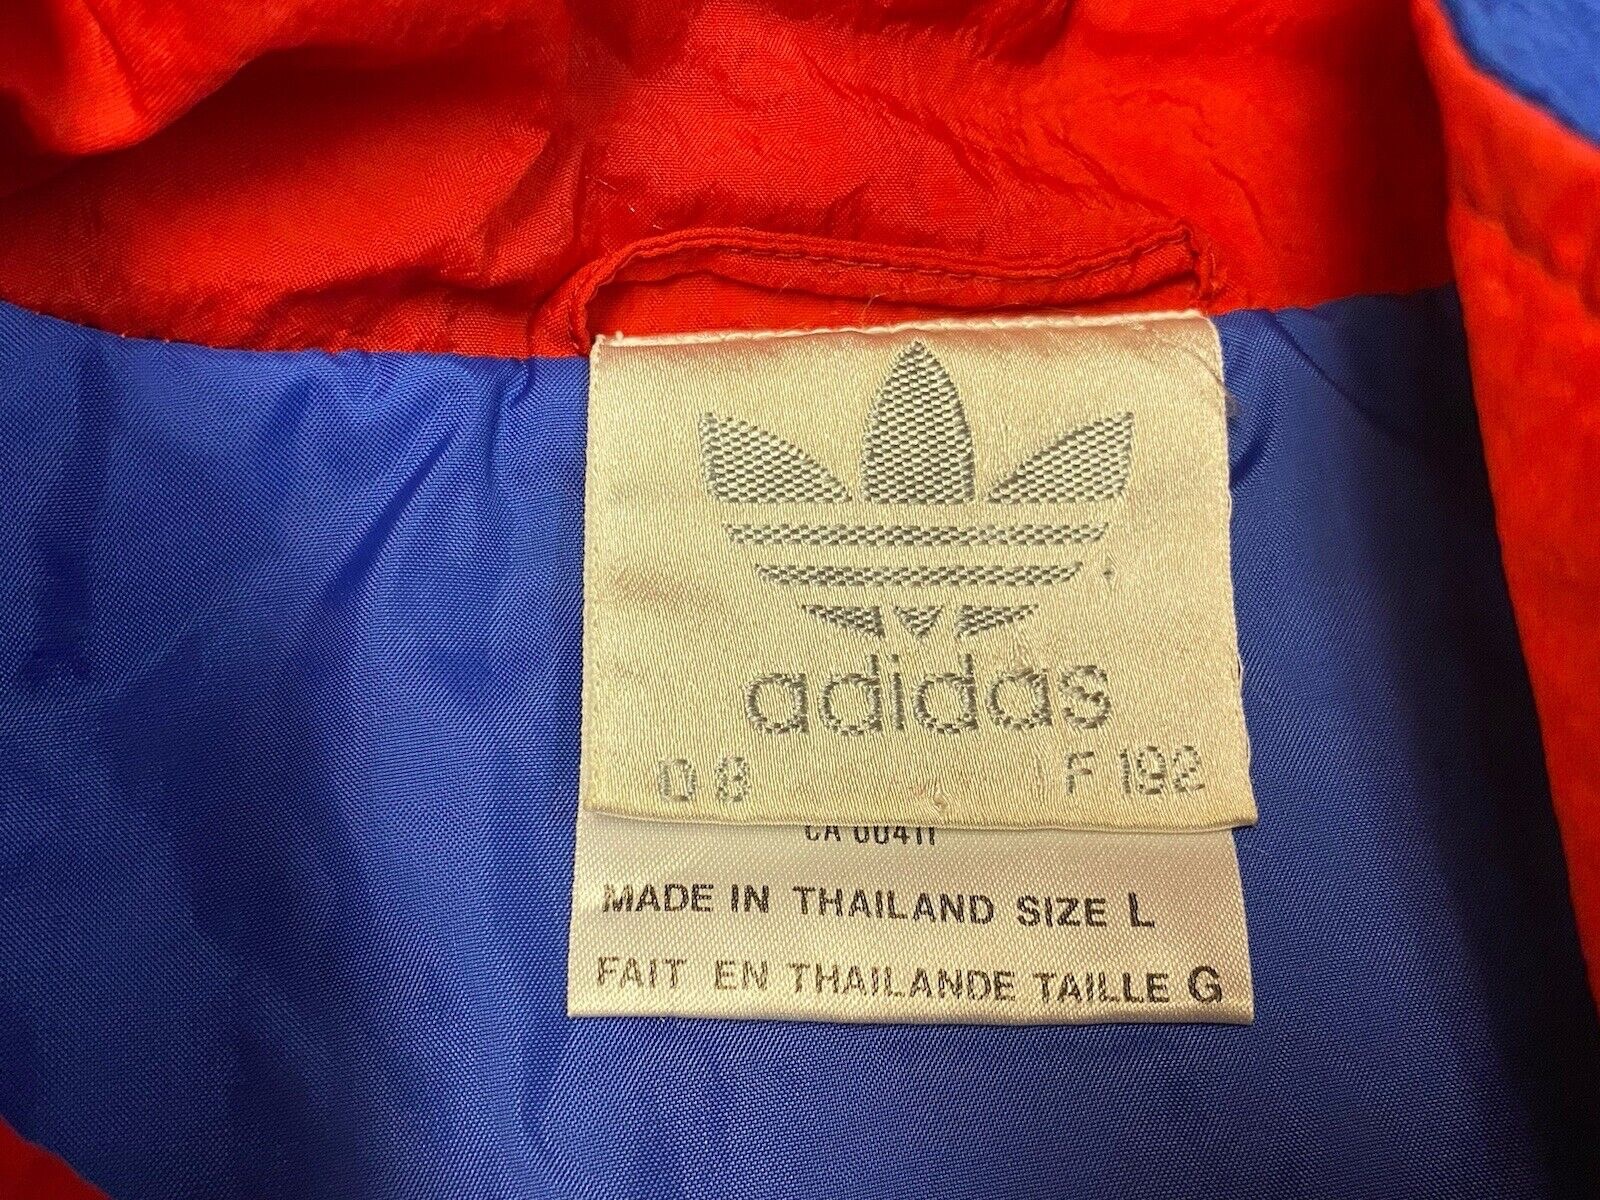 adidas
D 8 F 192
CA 00411
MADE IN THAILAND SIZE L
FAIT EN THAILANDE TAILLE G